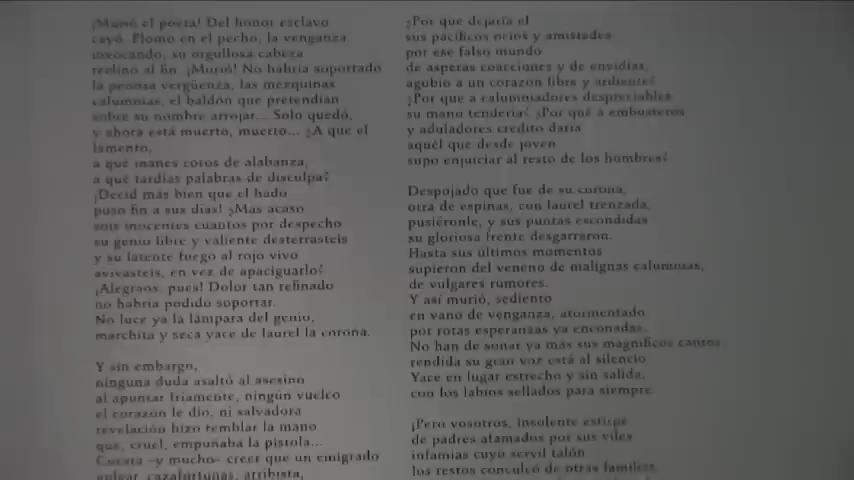 ¡Murió el poeta! Del honor esclavo
cayó. Plomo en el pecho, la venganza
invocando, su orgullosa cabeza
reclinó al fin. ¡Murió! No habría soportado
la penosa vergüenza, las mezquinas
calumnias, el baldón que pretendían
sobre su nombre arrojar... Solo quedó,
y ahora está muerto, muerto... ¿A qué el
lamento,
a qué inanes coros de alabanza,
a qué tardías palabras de disculpa?
¡Decid más bien que el hado
puso fin a sus días! ¿Mas acaso
sois inocentes cuantos por despecho
su genio libre y valiente desterrasteis
y su latente fuego al rojo vivo
avivasteis, en vez de apaciguarlo?
¡Alegraos, pues! Dolor tan refinado
no habría podido soportar.
No luce ya la lámpara del genio,
marchita y seca yace de laurel la corona.
Y sin embargo,
ninguna duda asaltó al asesino
al apuntar fríamente, ningún vuelco
el corazón le dio, ni salvadora
revelación hizo temblar la mano
que, cruel, empuñaba la pistola...
Cuesta –y mucho– creer que un emigrado
vulgar, cazafortunas, arribista,
¿Por qué dejaría él
sus pacíficos ocios y amistades
por ese falso mundo
de ásperas coacciones y de envidias,
agobio a un corazón libre y ardiente?
¿Por qué a calumniadores despreciables
su mano tendería? ¿Por qué a embusteros
y aduladores crédito daría
aquél que desde joven
supo enjuiciar al resto de los hombres?
Despojado que fue de su corona,
otra de espinas, con laurel trenzada,
pusiéronle, y sus puntas escondidas
su gloriosa frente desgarraron.
Hasta sus últimos momentos
supieron del veneno de malignas calumnias,
de vulgares rumores.
Y así murió, sediento
en vano de venganza, atormentado
por rotas esperanzas ya enconadas.
No han de sonar ya más sus magníficos cantos
rendida su gran voz está al silencio
Yace en lugar estrecho y sin salida,
con los labios sellados para siempre.
¡Pero vosotros, insolente estirpe
de padres afamados por sus viles
infamias cuyo servil talón
los restos conculcó de otras familias